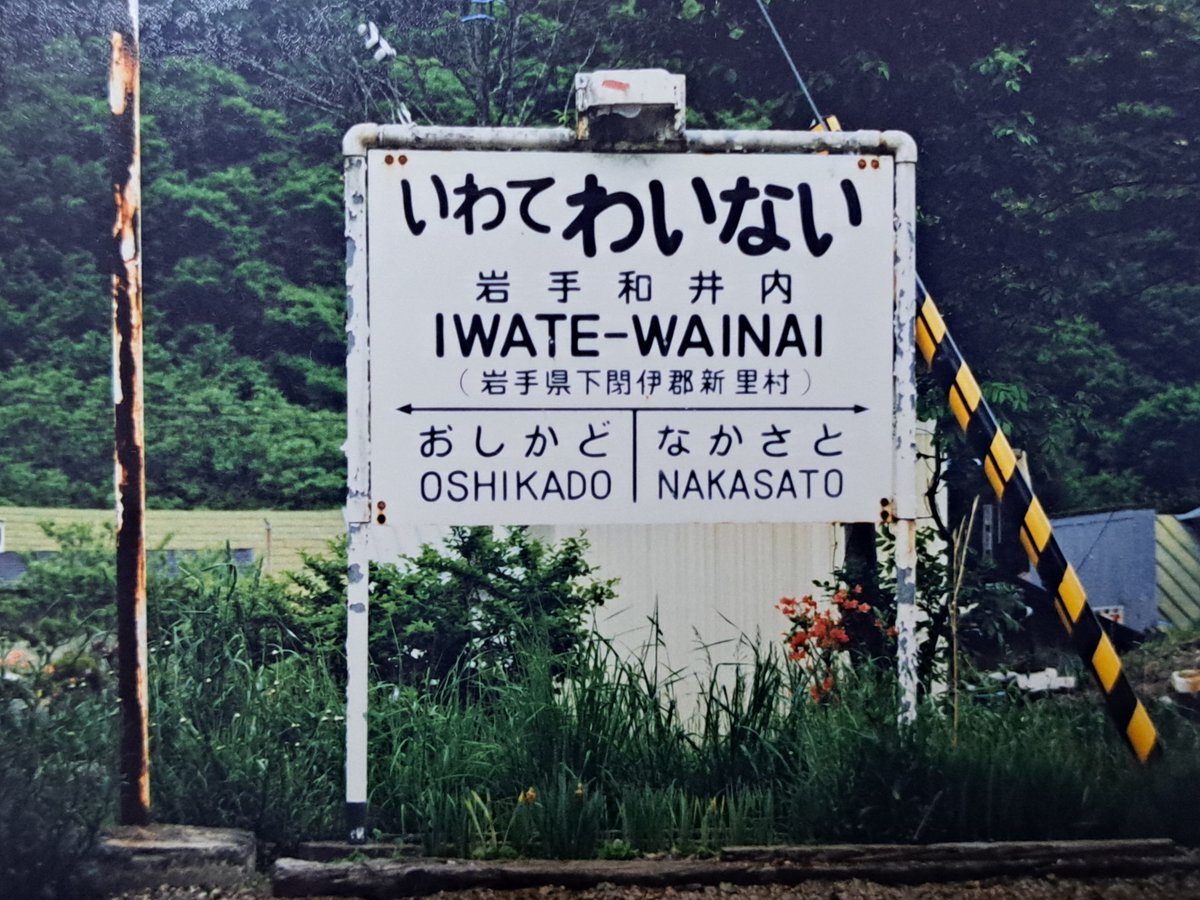 いわてわいない
岩手和井内
IWATE-WAINAI
(岩手県下閉伊郡新里村)
おしかど なかさと
OSHIKADO NAKASATO